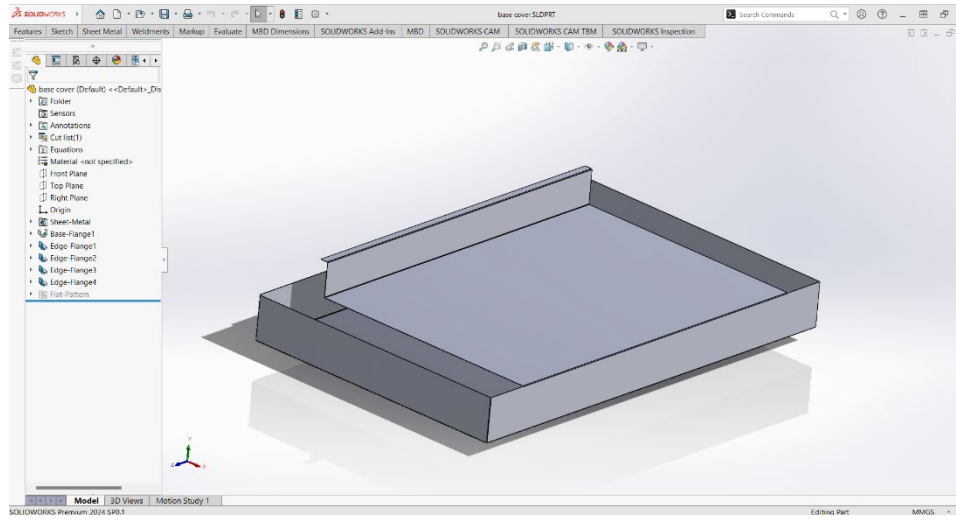 SOLIDWORKS
base cover.SLDPRT
Search Commands
Features Sketch Sheet Metal Weldments Markup Evaluate MBD Dimensions SOLIDWORKS Add-Ins MBD SOLIDWORKS CAM SOLIDWORKS CAM TBM SOLIDWORKS Inspection
base cover (Default) <<Default>_Dis
Folder
Sensors
Annotations
Cut list(1)
Equations
Material <not specified>
Front Plane
Top Plane
Right Plane
Origin
Sheet-Metal
Base-Flange1
Edge-Flange1
Edge-Flange2
Edge-Flange3
Edge-Flange4
Flat-Pattern
Y
Model 3D Views Motion Study 1
SOLIDWORKS Premium 2024 SP0.1 Editing Part MMGS